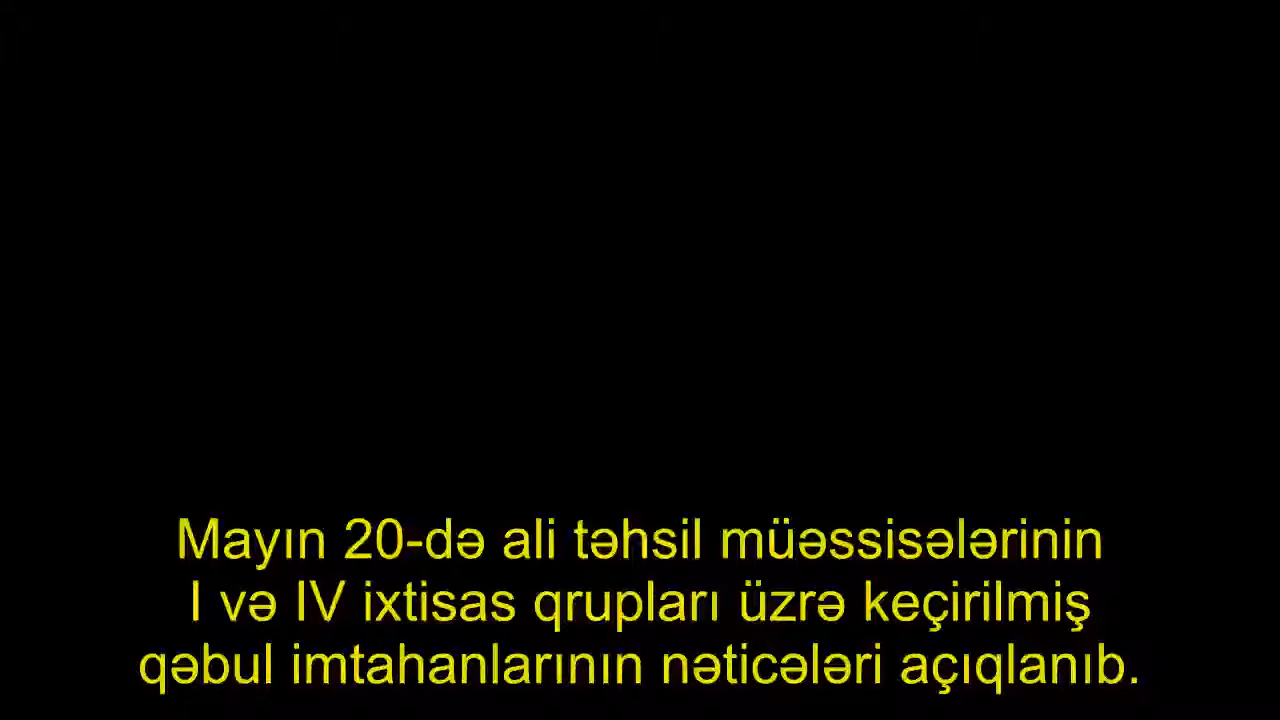 Mayın 20-də ali təhsil müəssisələrinin
I və IV ixtisas qrupları üzrə keçirilmiş
qəbul imtahanlarının nəticələri açıqlanıb.